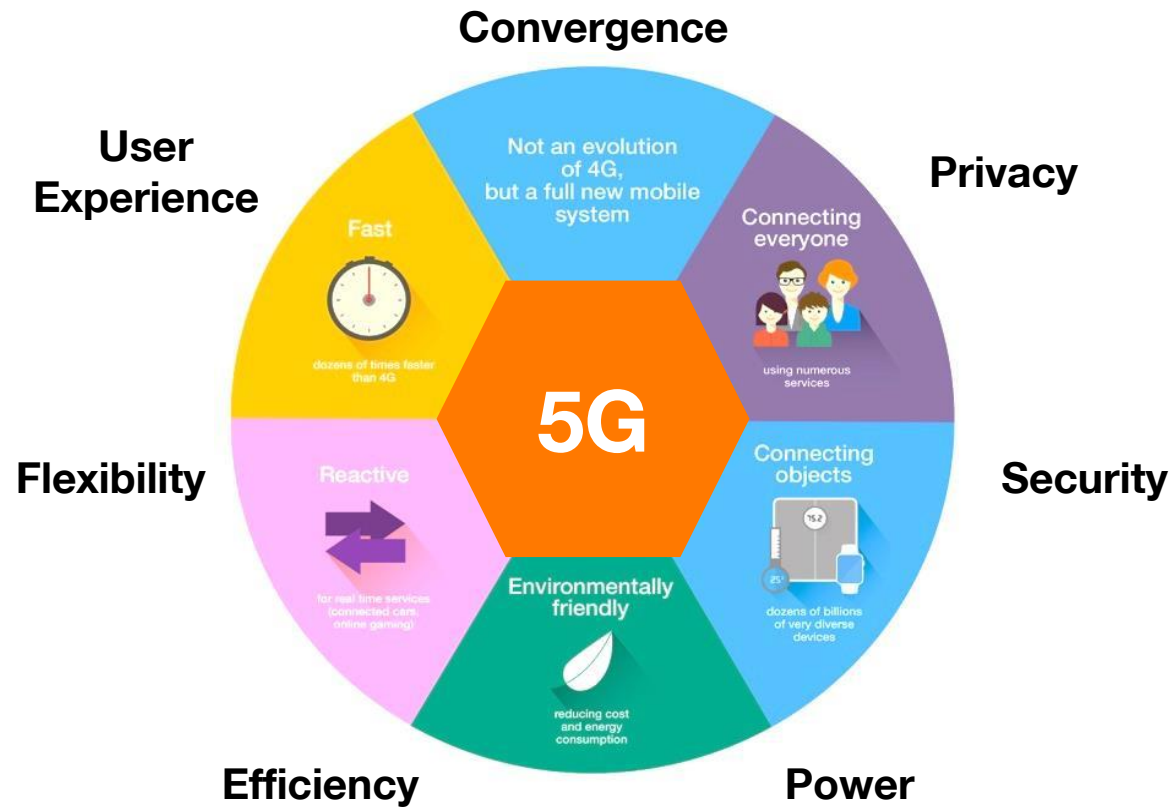 Convergence
User
Experience
Privacy
Not an evolution
of 4G,
but a full new mobile
system
Fast
dozens of times faster
than 4G
Connecting
everyone
using numerous
services
5G
Flexibility
Security
Reactive
for real time services
(connected cars,
online gaming)
Connecting
objects
75.2
25°
dozens of billions
of very diverse
devices
Environmentally
friendly
reducing cost
and energy
consumption
Efficiency
Power